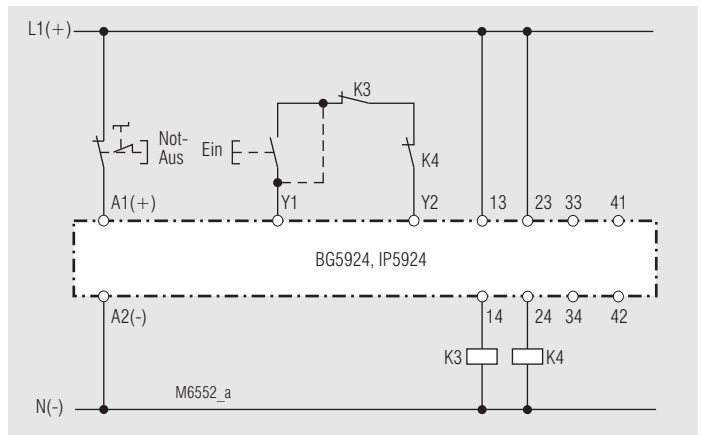 L1(+)
K3
Not-
Aus
Ein
K4
A1(+)
Y1
Y2
13
23
33
41
BG5924, IP5924
A2(-)
14
24
34
42
K3
K4
M6552_a
N(-)